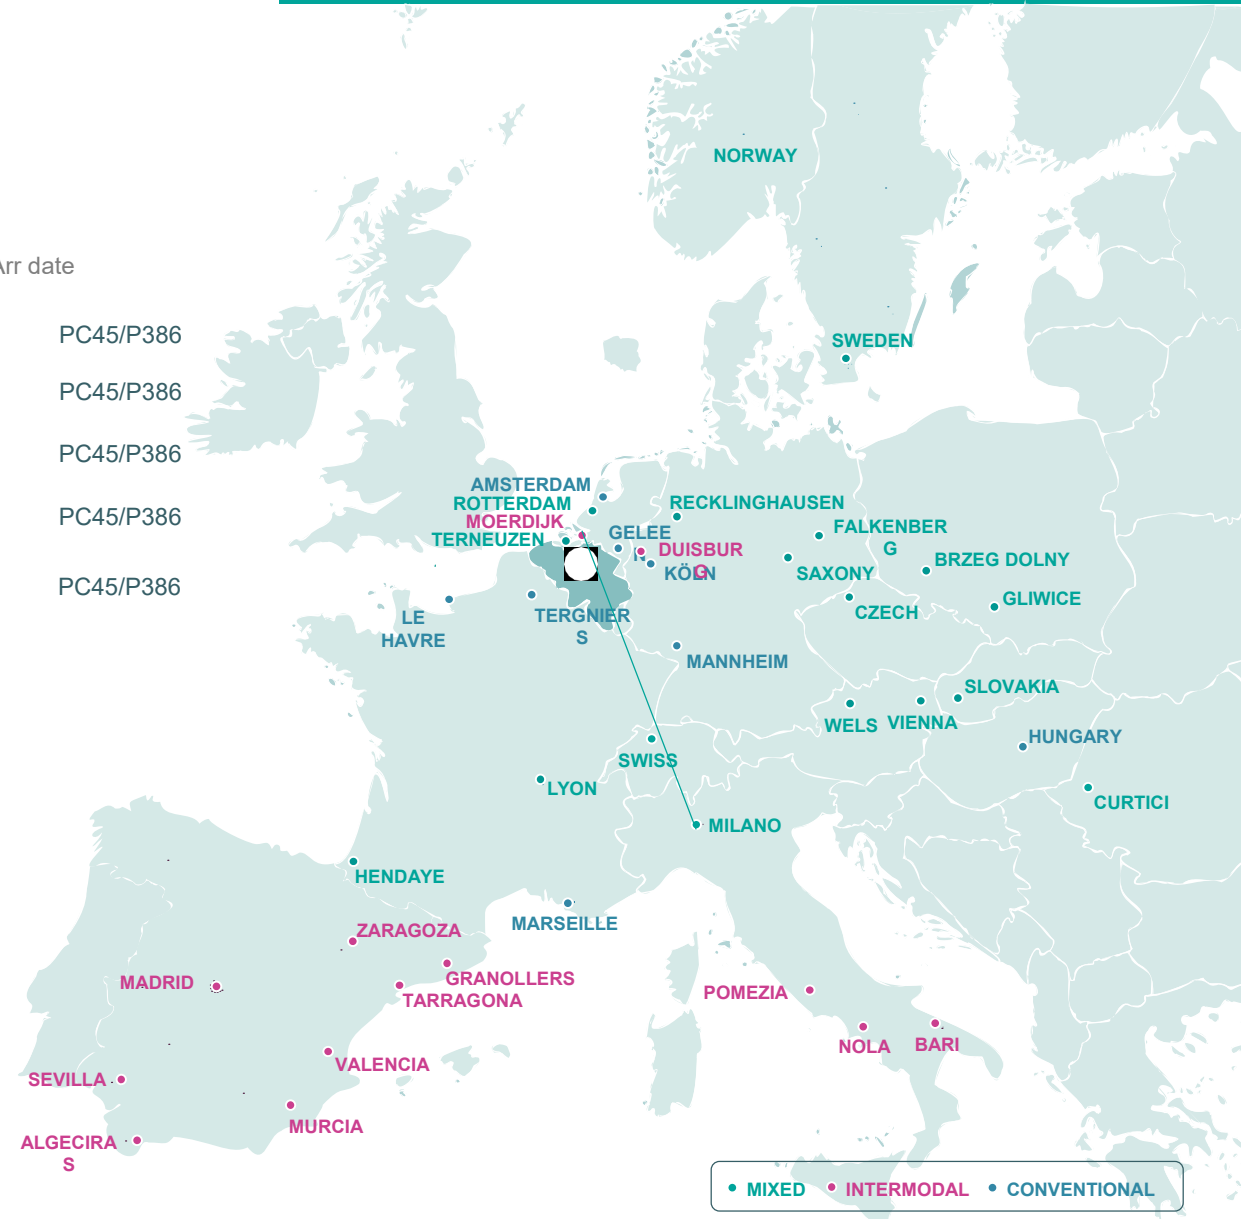 NORWAY
Arr date
PC45/P386
SWEDEN
PC45/P386
PC45/P386
AMSTERDAM
ROTTERDAM
RECKLINGHAUSEN
PC45/P386
MOERDIJK
TERNEUZEN
GELEE
N
FALKENBER
G
DUISBUR
G
KÖLN
BRZEG DOLNY
SAXONY
PC45/P386
GLIWICE
CZECH
LE
HAVRE
TERGNIER
S
MANNHEIM
SLOVAKIA
WELS
VIENNA
HUNGARY
SWISS
LYON
CURTICI
MILANO
HENDAYE
MARSEILLE
ZARAGOZA
MADRID
GRANOLLERS
TARRAGONA
POMEZIA
NOLA
BARI
VALENCIA
SEVILLA
MURCIA
ALGECIRA
S
MIXED
INTERMODAL
CONVENTIONAL